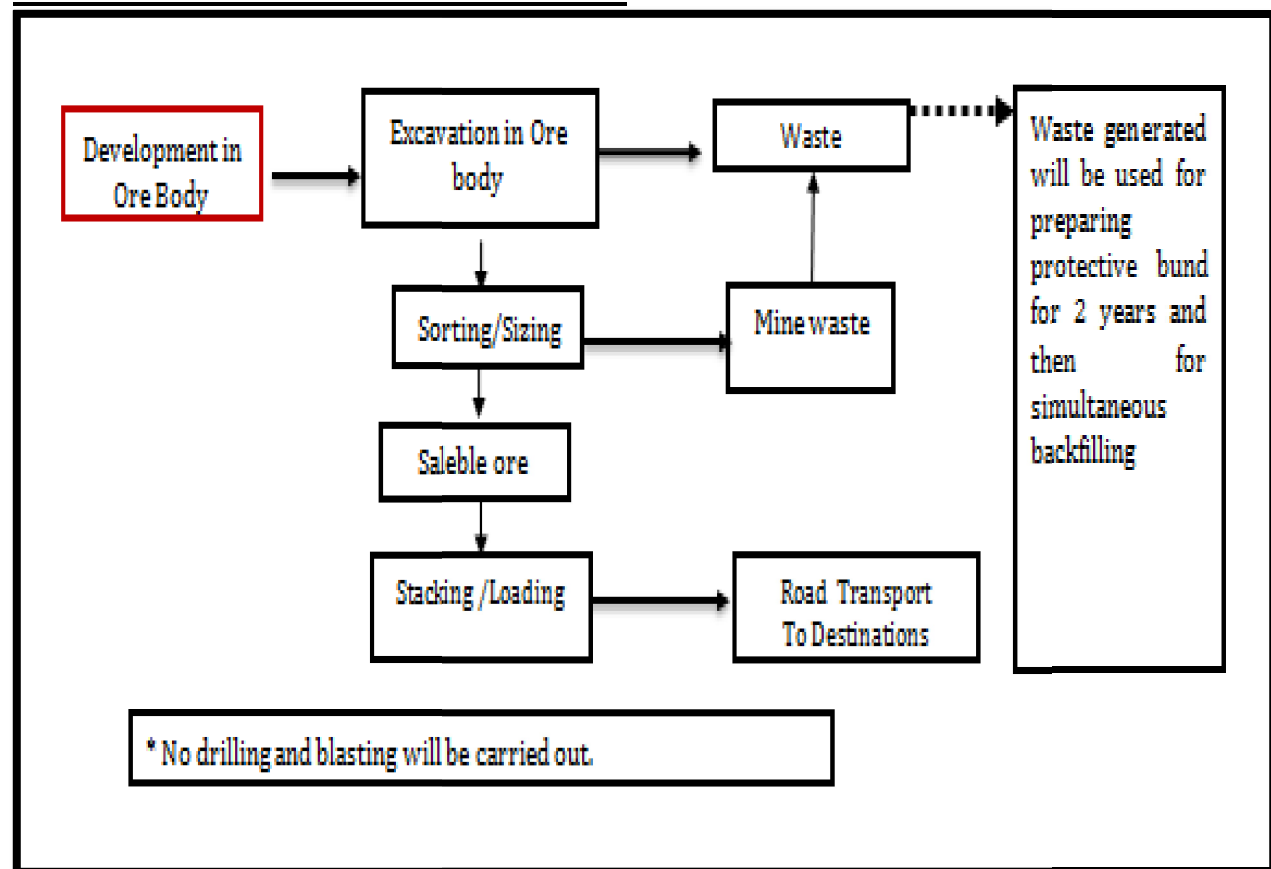 Development in
Ore Body
Excavation in Ore
body
Waste
Waste generated
will be used for
preparing
protective bund
for 2 years and
then for
simultaneous
backfilling
Sorting/Sizing
Mine waste
Saleble ore
Stacking /Loading
Road Transport
To Destinations
* No drilling and blasting will be carried out.